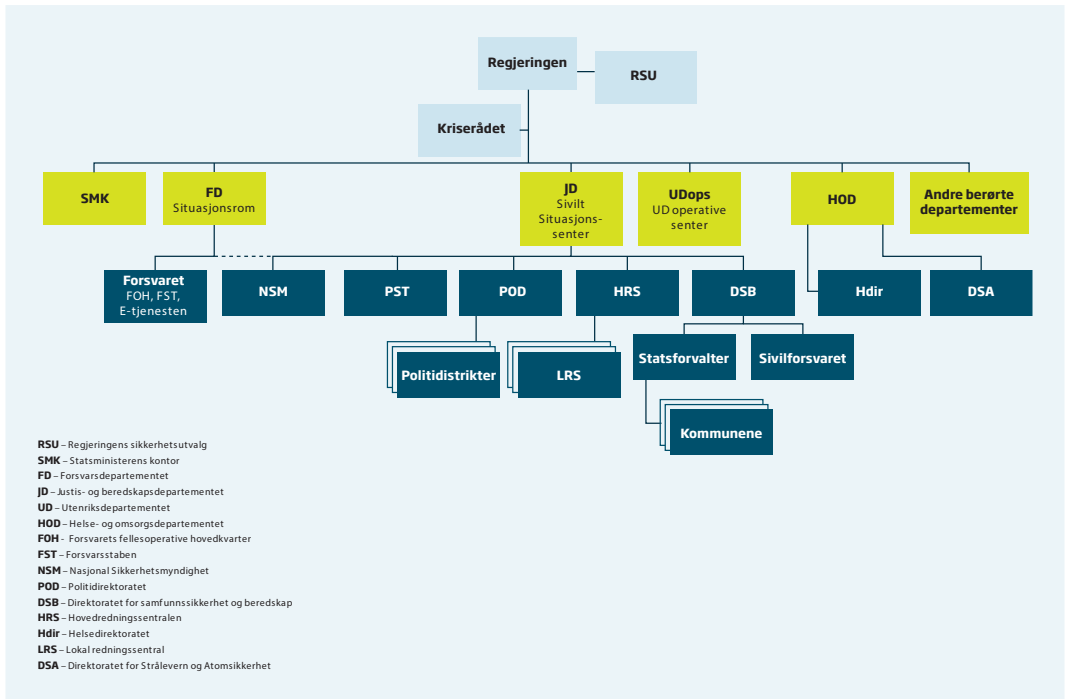 Regjeringen
RSU
Kriserådet
SMK
FD
Situasjonsrom
JD
Sivilt
Situasjons-
senter
UDops
UD operative
senter
HOD
Andre berørte
departementer
Forsvaret
FOH, FST,
E-tjenesten
NSM
PST
POD
HRS
DSB
Hdir
DSA
Politidistrikter
LRS
Statsforvalter
Sivilforsvaret
Kommunene
RSU – Regjeringens sikkerhetsutvalg
SMK – Statsministerens kontor
FD – Forsvarsdepartementet
JD – Justis- og beredskapsdepartementet
UD – Utenriksdepartementet
HOD – Helse- og omsorgsdepartementet
FOH - Forsvarets fellesoperative hovedkvarter
FST – Forsvarsstaben
NSM – Nasjonal Sikkerhetsmyndighet
POD – Politidirektoratet
DSB – Direktoratet for samfunnssikkerhet og beredskap
HRS – Hovedredningssentralen
Hdir – Helsedirektoratet
LRS – Lokal redningssentral
DSA – Direktoratet for Strålevern og Atomsikkerhet